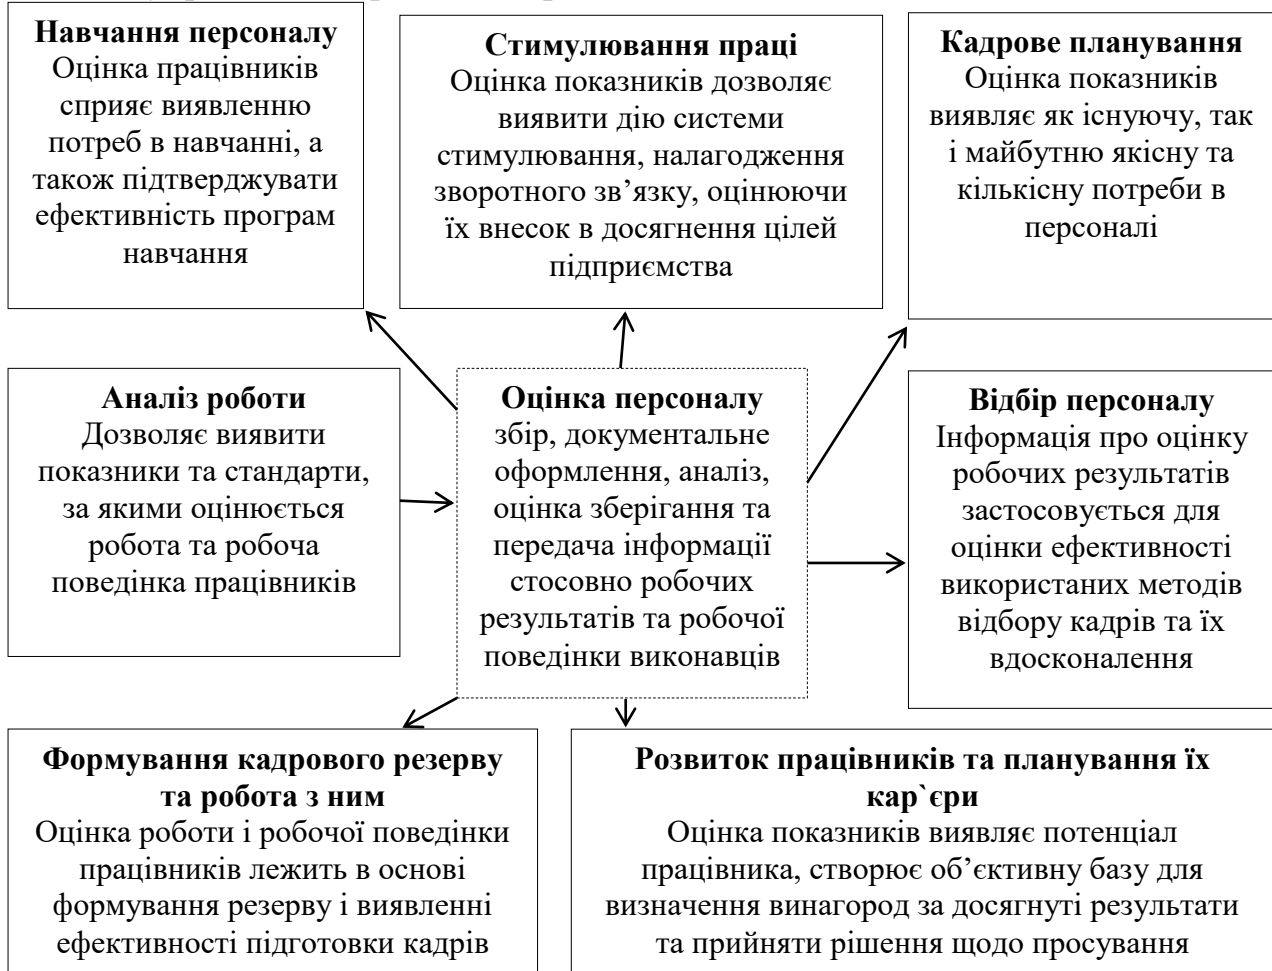 Навчання персоналу
Оцінка працівників
сприяє виявленню
потреб в навчанні, а
також підтверджувати
ефективність програм
навчання
Стимулювання праці
Оцінка показників дозволяє
виявити дію системи
стимулювання, налагодження
зворотного зв’язку, оцінюючи
їх внесок в досягнення цілей
підприємства
Кадрове планування
Оцінка показників
виявляє як існуючу, так
і майбутню якісну та
кількісну потреби в
персоналі
Аналіз роботи
Дозволяє виявити
показники та стандарти,
за якими оцінюється
робота та робоча
поведінка працівників
Оцінка персоналу
збір, документальне
оформлення, аналіз,
оцінка зберігання та
передача інформації
стосовно робочих
результатів та робочої
поведінки виконавців
Відбір персоналу
Інформація про оцінку
робочих результатів
застосовується для
оцінки ефективності
використаних методів
відбору кадрів та їх
вдосконалення
Формування кадрового резерву
та робота з ним
Оцінка роботи і робочої поведінки
працівників лежить в основі
формування резерву і виявленні
ефективності підготовки кадрів
Розвиток працівників та планування їх
кар`єри
Оцінка показників виявляє потенціал
працівника, створює об’єктивну базу для
визначення винагород за досягнуті результати
та прийняти рішення щодо просування